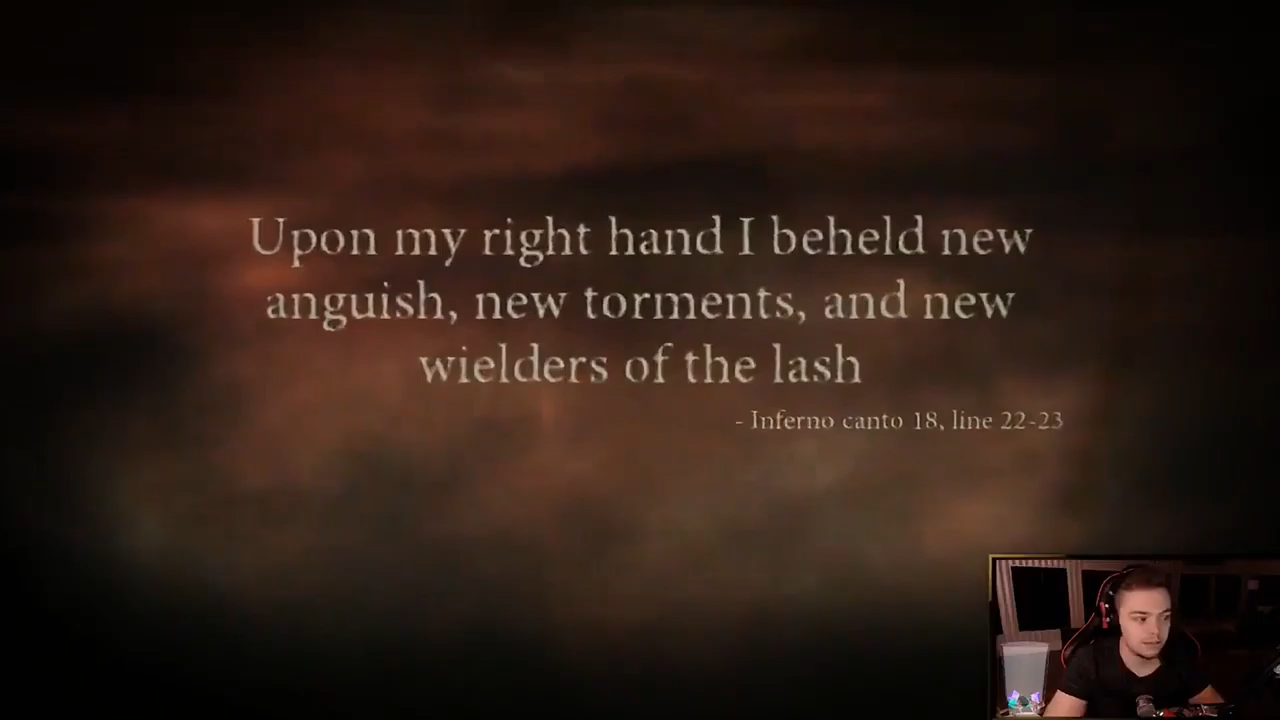 Upon my right hand I beheld new
anguish, new torments, and new
wielders of the lash
- Inferno canto 18, line 22-23